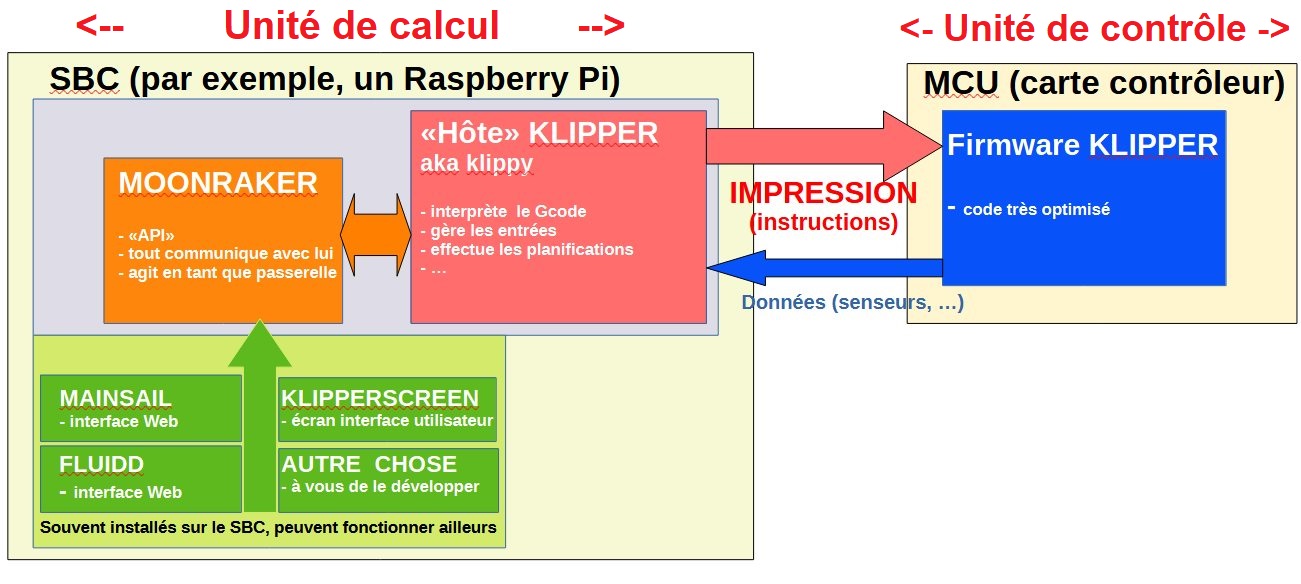 <-- Unité de calcul -->
<- Unité de contrôle ->
SBC (par exemple, un Raspberry Pi)
MCU (carte contrôleur)
MOONRAKER
- «API»
- tout communique avec lui
- agit en tant que passerelle
«Hôte» KLIPPER
aka klippy
- interprète le Gcode
- gère les entrées
- effectue les planifications
- ...
IMPRESSION
(instructions)
Données (senseurs, ...)
Firmware KLIPPER
- code très optimisé
MAINSAIL
- interface Web
KLIPPERSCREEN
- écran interface utilisateur
FLUIDD
- interface Web
AUTRE CHOSE
- à vous de le développer
Souvent installés sur le SBC, peuvent fonctionner ailleurs